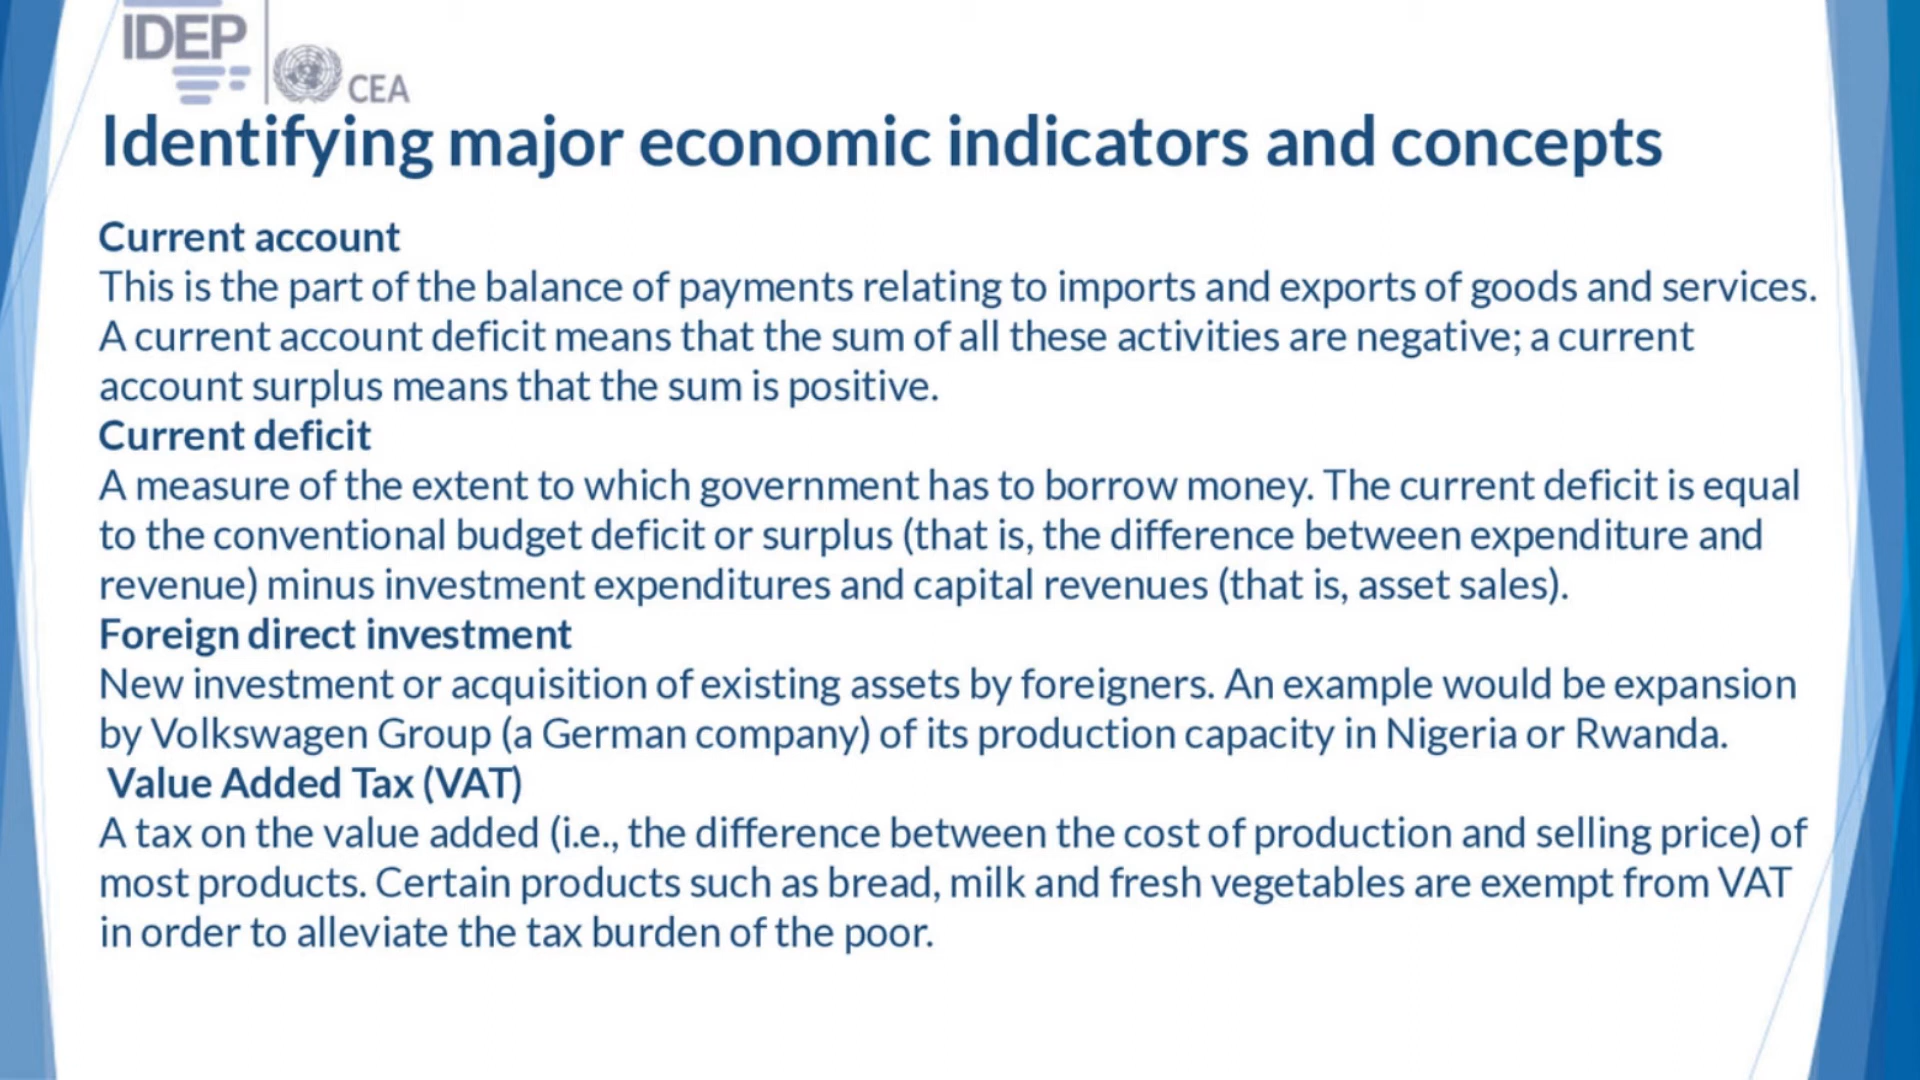 IDEP
CEA
Identifying major economic indicators and concepts
Current account
This is the part of the balance of payments relating to imports and exports of goods and services.
A current account deficit means that the sum of all these activities are negative; a current
account surplus means that the sum is positive.
Current deficit
A measure of the extent to which government has to borrow money. The current deficit is equal
to the conventional budget deficit or surplus (that is, the difference between expenditure and
revenue) minus investment expenditures and capital revenues (that is, asset sales).
Foreign direct investment
New investment or acquisition of existing assets by foreigners. An example would be expansion
by Volkswagen Group (a German company) of its production capacity in Nigeria or Rwanda.
Value Added Tax (VAT)
A tax on the value added (i.e., the difference between the cost of production and selling price) of
most products. Certain products such as bread, milk and fresh vegetables are exempt from VAT
in order to alleviate the tax burden of the poor.